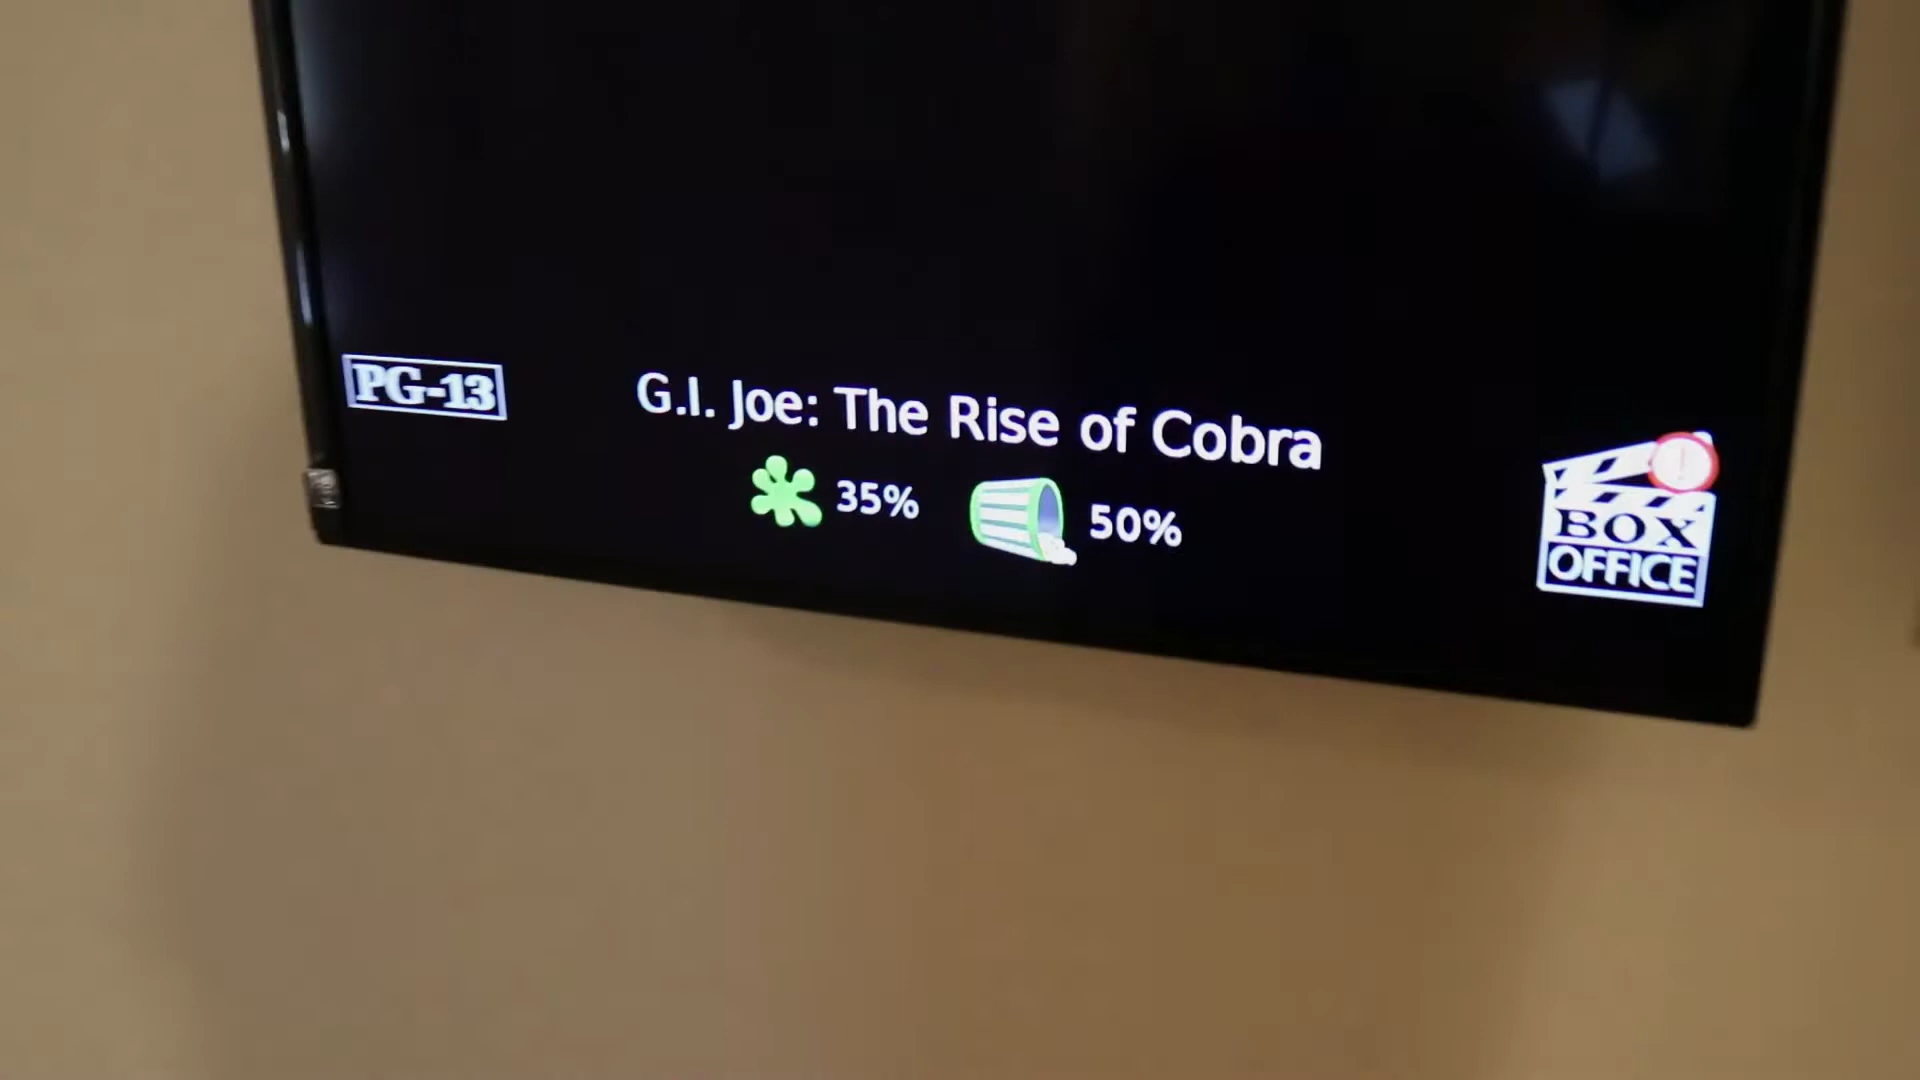 PG-13
G.I. Joe: The Rise of Cobra
35%
50%
BOX
OFFICE